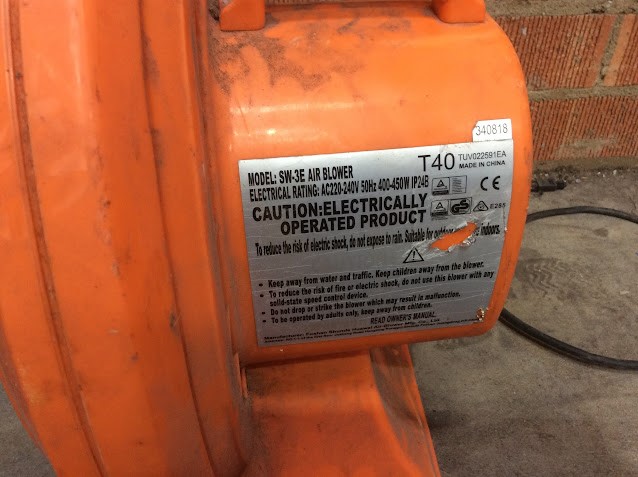 340818
T40
TUV022591EA
MADE IN CHINA
MODEL: SW-3E AIR BLOWER
ELECTRICAL RATING: AC220-240V 50Hz 400-450W IP24B
CE
CAUTION:ELECTRICALLY
OPERATED PRODUCT
E285
To reduce the risk of electric shock, do not expose to rain. Suitable for indoors.
• Keep away from water and traffic. Keep children away from the blower.
• To reduce the risk of fire or electric shock, do not use this blower with any
solid-state speed control device.
• Do not drop or strike the blower which may result in malfunction.
• To be operated by adults only, keep away from children.
READ OWNER'S MANUAL.